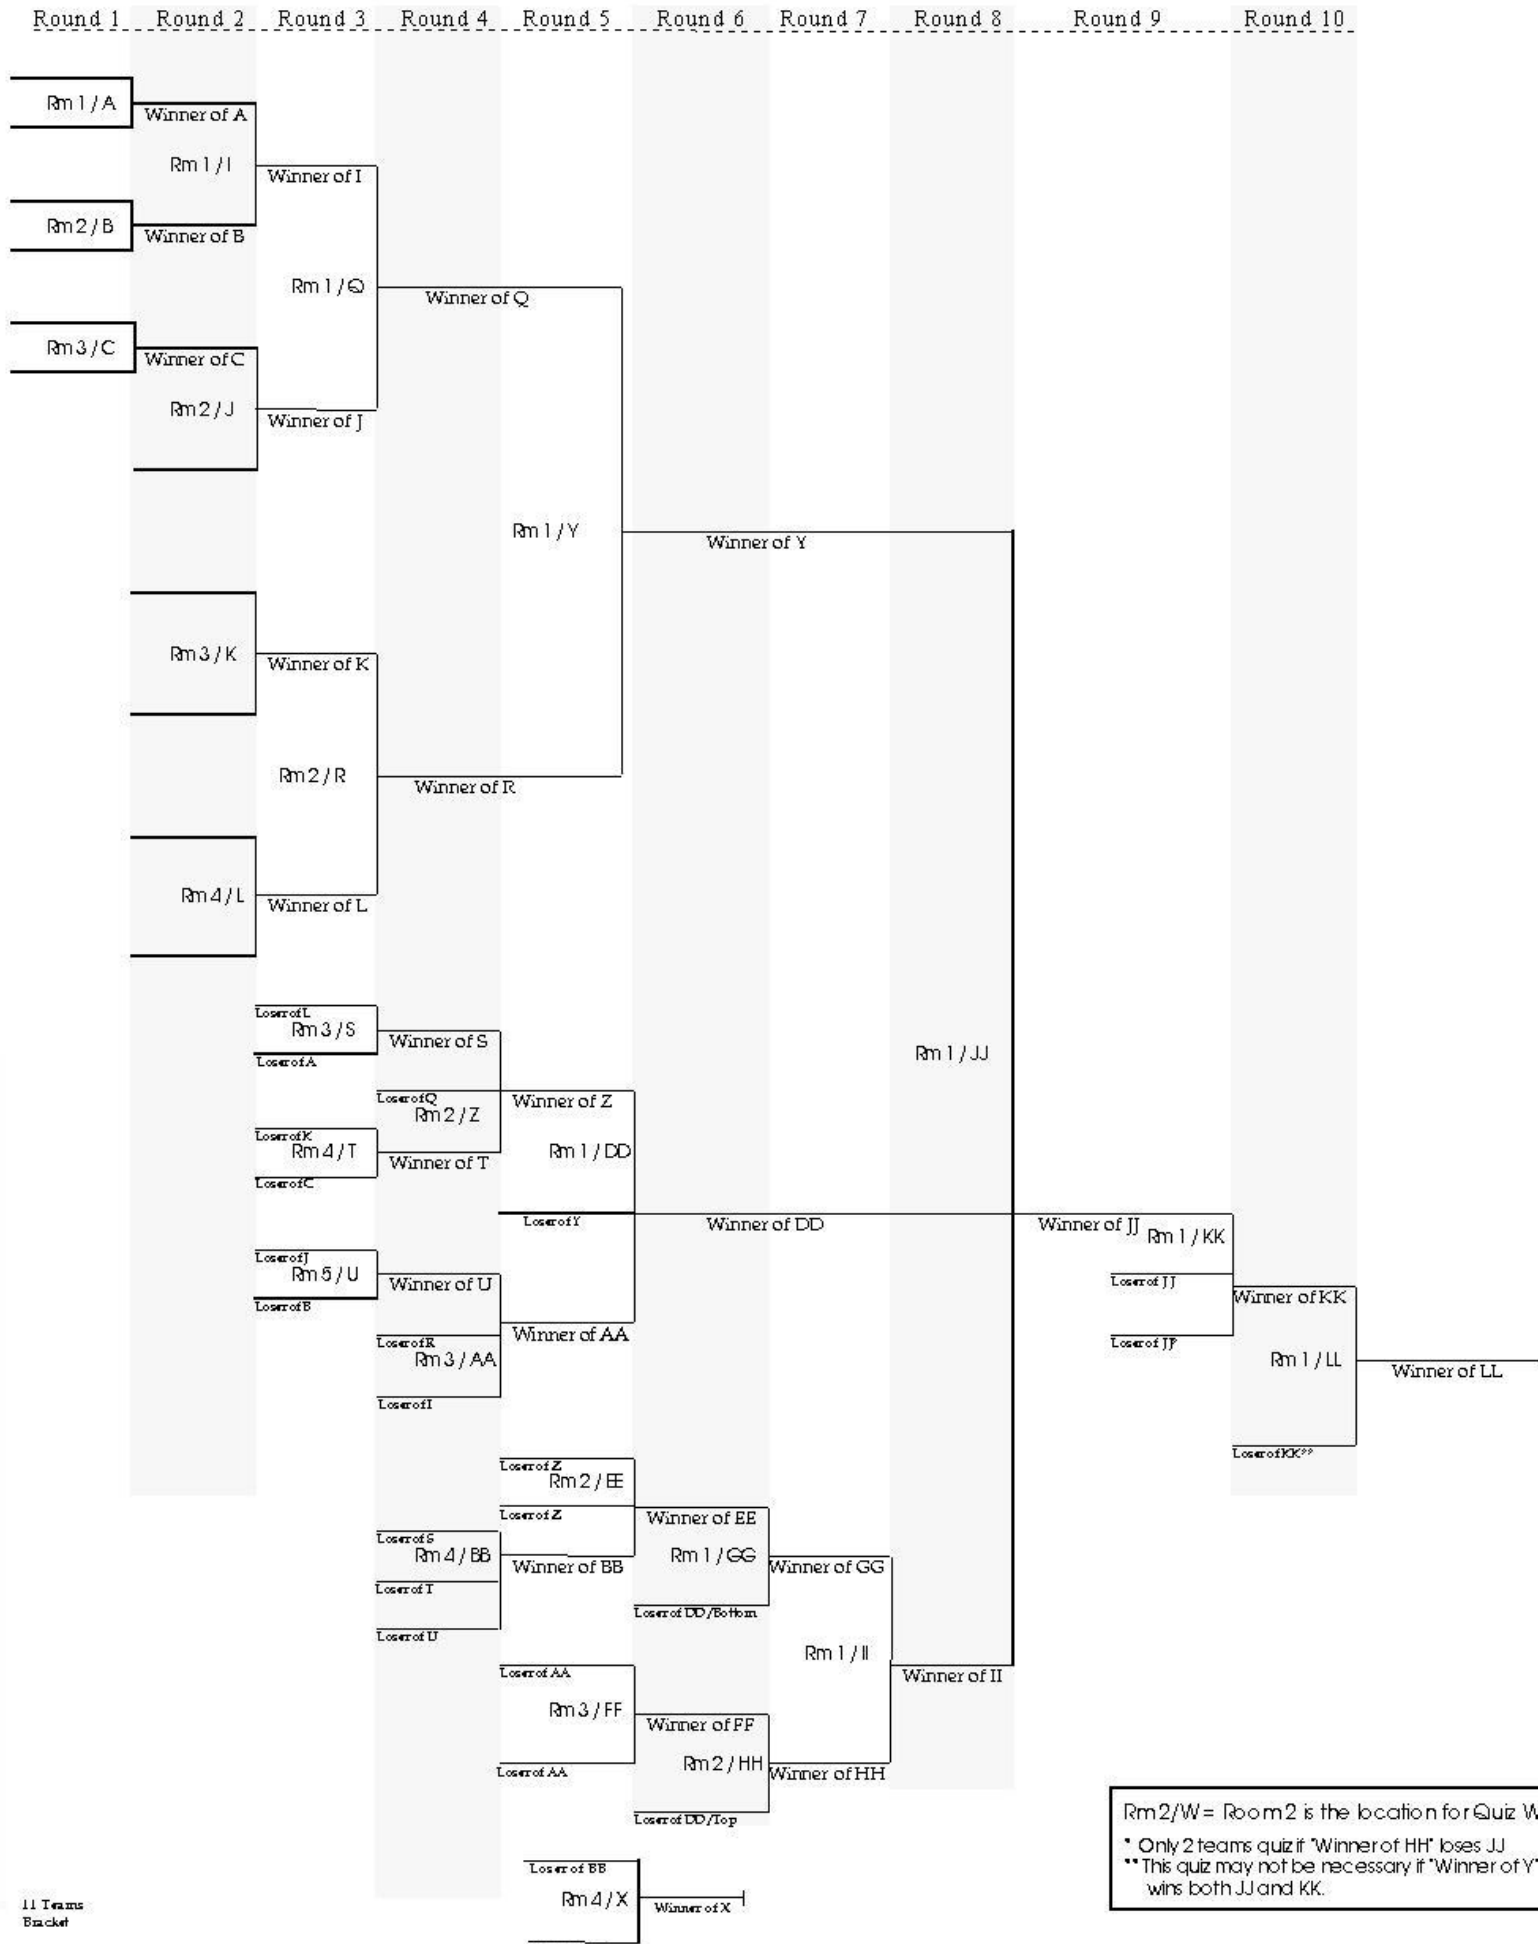 Round 1 Round 2 Round 3 Round 4 Round 5 Round 6 Round 7 Round 8 Round 9 Round 10
Rm 1 / A
Winner of A
Rm 1 / I
Winner of I
Rm 2 / B
Winner of B
Rm 1 / Q
Winner of Q
Rm 3 / C
Winner of C
Rm 2 / J
Winner of J
Rm 1 / Y
Winner of Y
Rm 3 / K
Winner of K
Rm 2 / R
Winner of R
Rm 4 / L
Winner of L
Loser of L
Rm 3 / S
Winner of S
Loser of A
Rm 1 / JJ
Loser of Q
Winner of Z
Rm 2 / Z
Loser of K
Rm 4 / T
Winner of T
Rm 1 / DD
Loser of C
Loser of Y
Winner of DD
Winner of JJ
Rm 1 / KK
Loser of J
Rm 5 / U
Winner of U
Loser of JJ
Loser of B
Winner of KK
Loser of R
Winner of AA
Loser of JJ*
Rm 3 / AA
Rm 1 / LL
Winner of LL
Loser of I
Loser of KK**
Loser of Z
Rm 2 / EE
Loser of Z
Winner of EE
Loser of S
Rm 4 / BB
Winner of BB
Rm 1 / GG
Winner of GG
Loser of T
Loser of DD/Bottom
Loser of U
Rm 1 / II
Loser of AA
Winner of II
Rm 3 / FF
Winner of FF
Rm 2 / HH
Loser of AA
Winner of HH
Loser of DD/Top
Rm 2/W = Room 2 is the location for Quiz W
* Only 2 teams quiz if "Winner of HH" loses JJ
** This quiz may not be necessary if "Winner of Y"
wins both JJ and KK.
Loser of BB
Rm 4 / X
Winner of X
11 Teams
Bracket